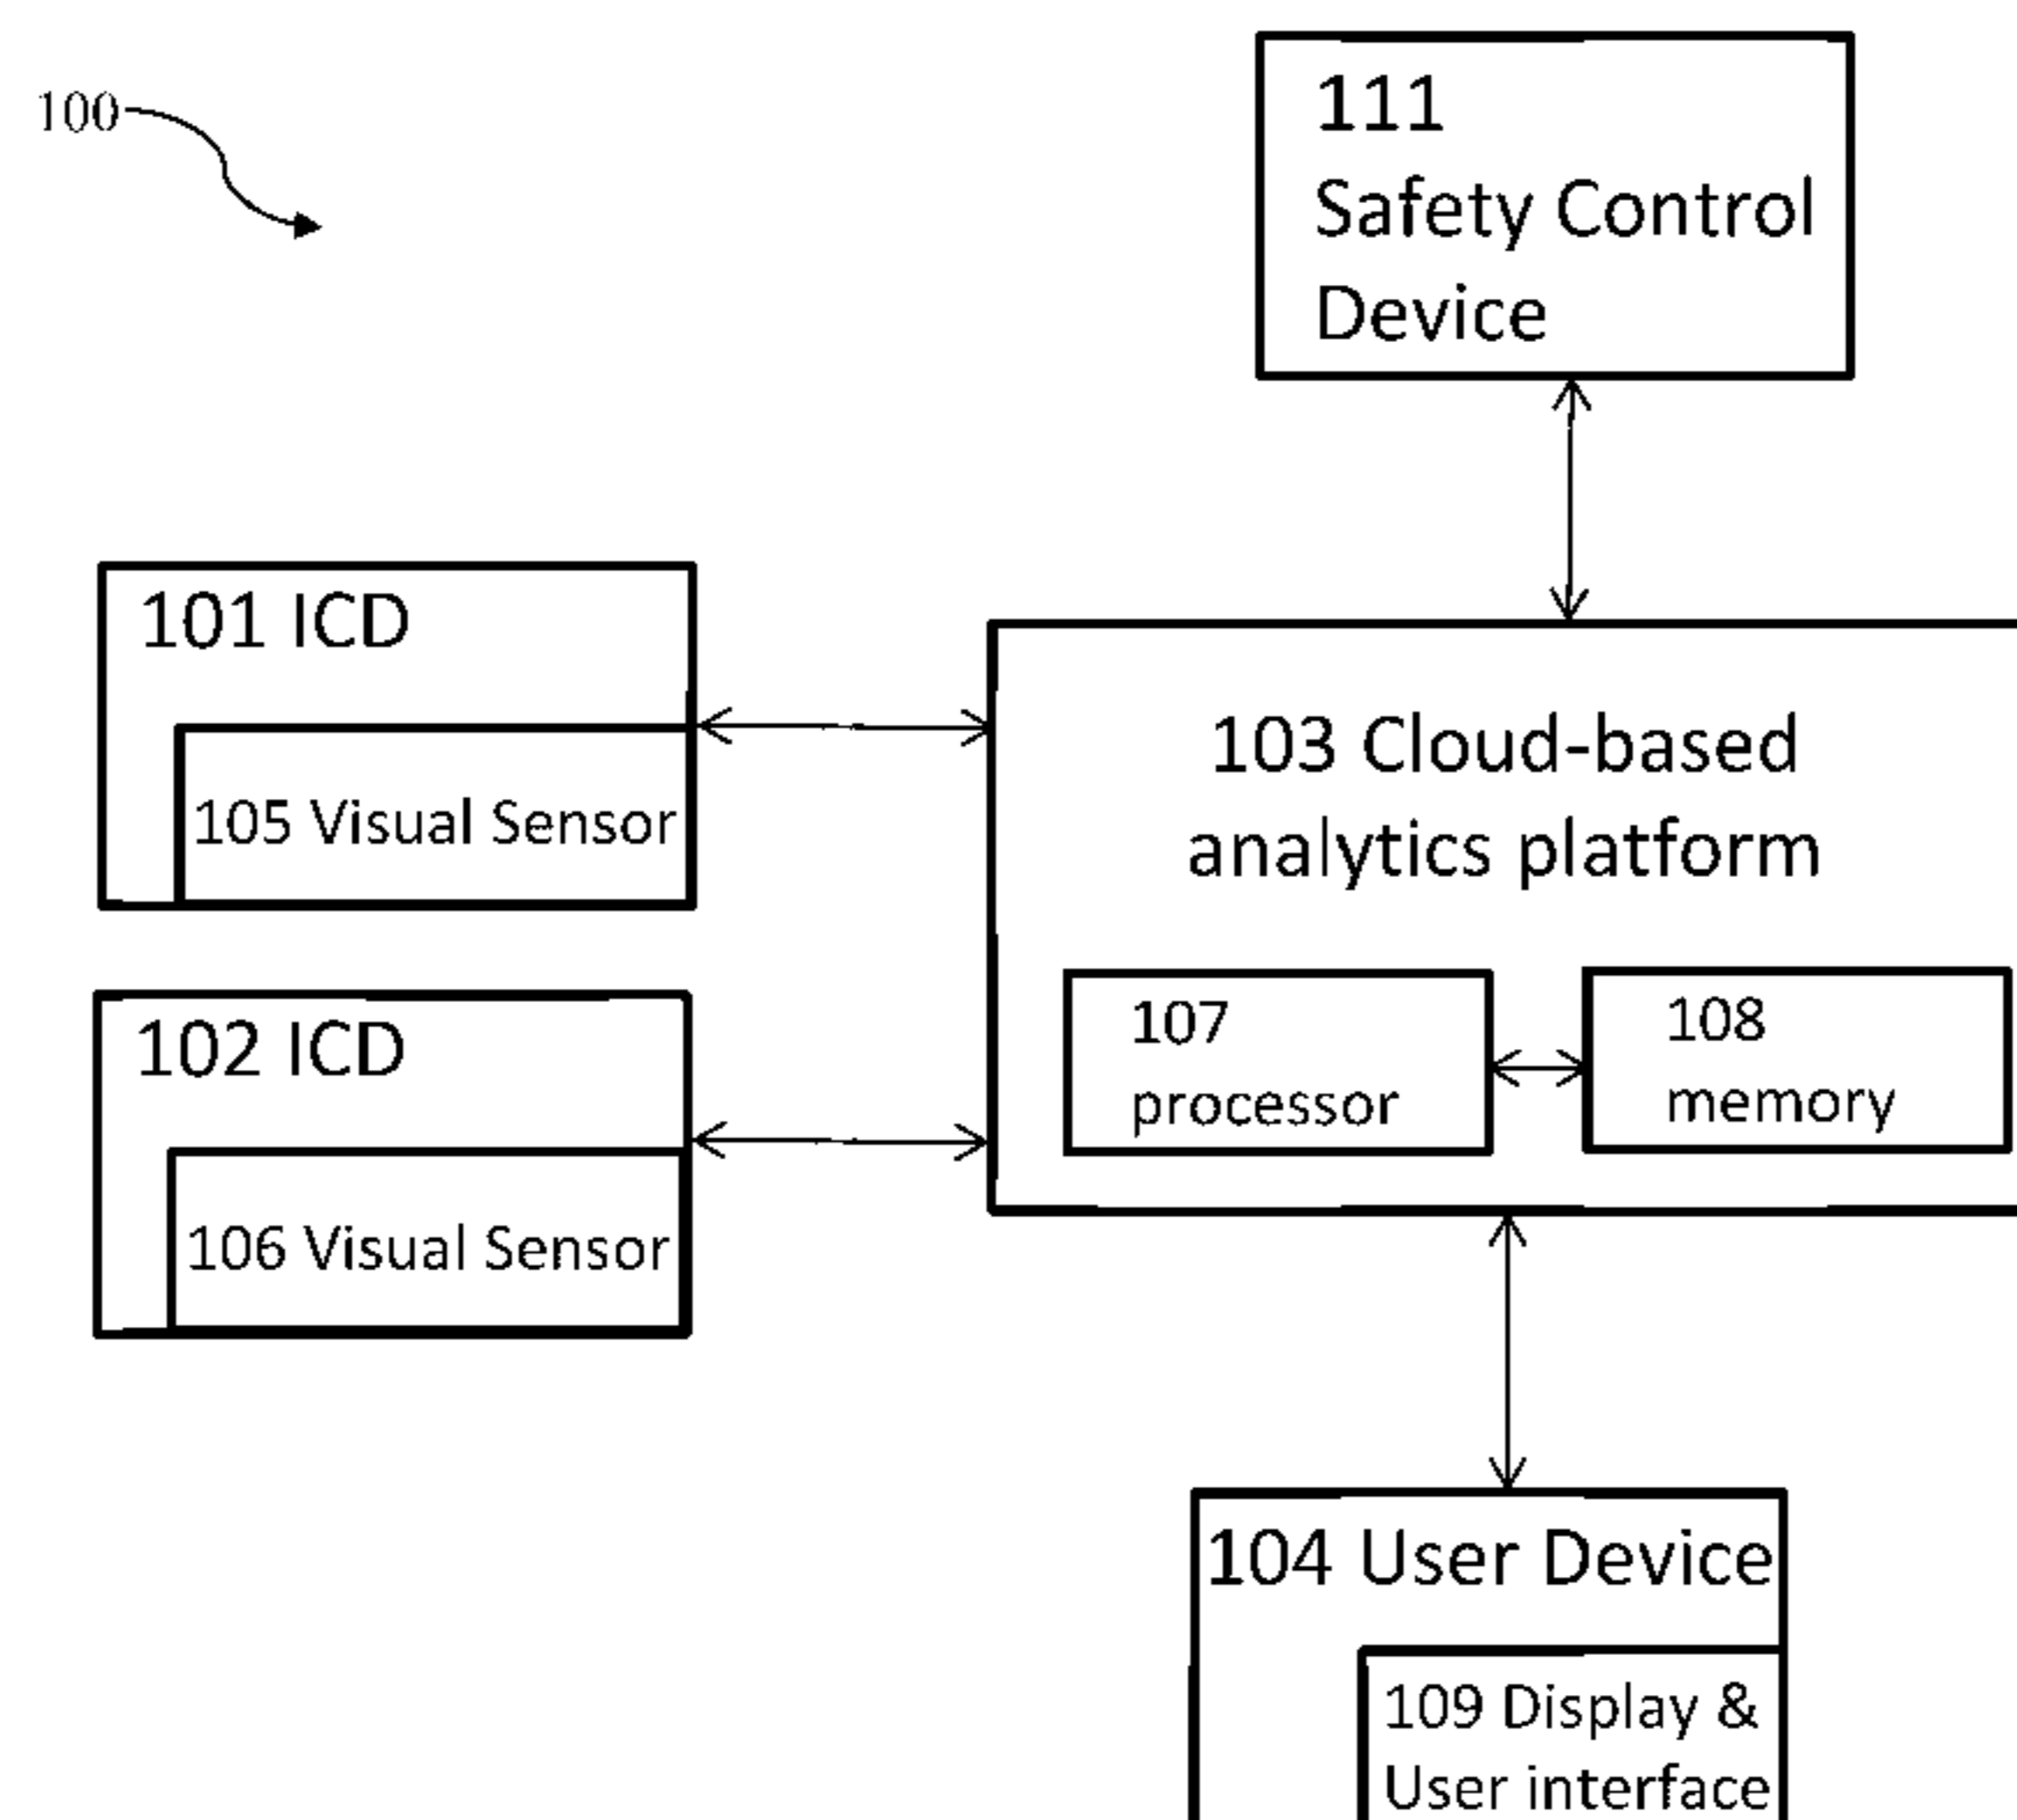 100
111
Safety Control
Device
101 ICD
105 Visual Sensor
103 Cloud-based
analytics platform
102 ICD
107
processor
108
memory
106 Visual Sensor
104 User Device
109 Display &
User interface